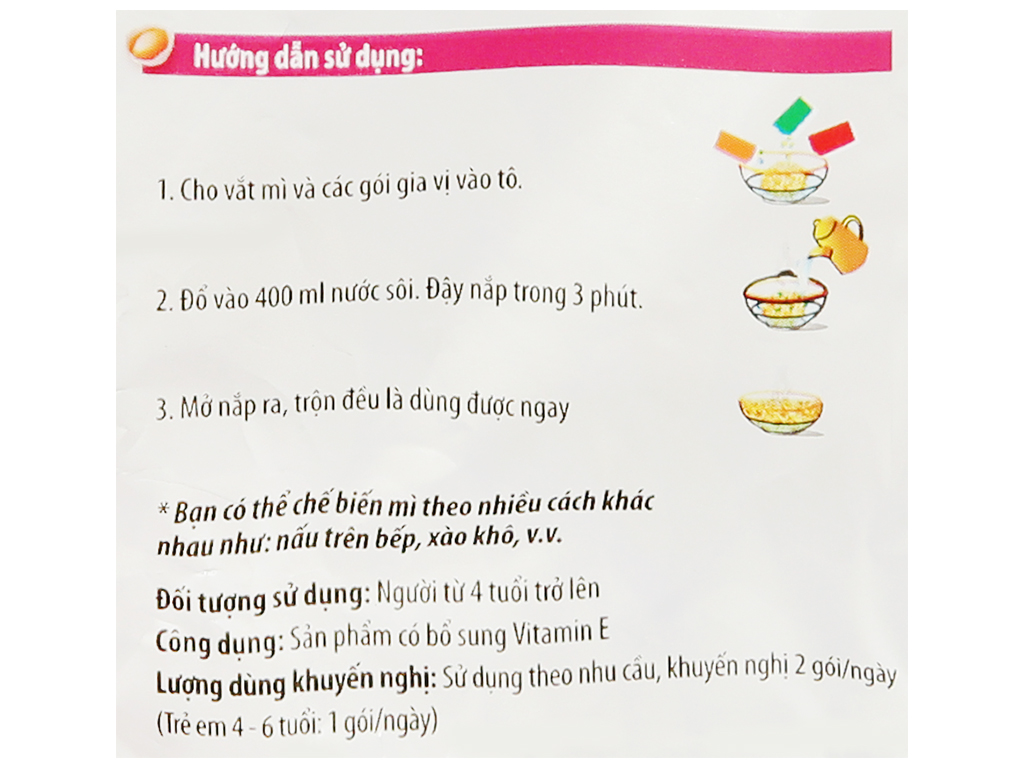 Hướng dẫn sử dụng:
1. Cho vắt mì và các gói gia vị vào tô.
2. Đổ vào 400 ml nước sôi. Đậy nắp trong 3 phút.
3. Mở nắp ra, trộn đều là dùng được ngay
* Bạn có thể chế biến mì theo nhiều cách khác
nhau như: nấu trên bếp, xào khô, v.v.
Đối tượng sử dụng: Người từ 4 tuổi trở lên
Công dụng: Sản phẩm có bổ sung Vitamin E
Lượng dùng khuyến nghị: Sử dụng theo nhu cầu, khuyến nghị 2 gói/ngày
(Trẻ em 4 - 6 tuổi: 1 gói/ngày)